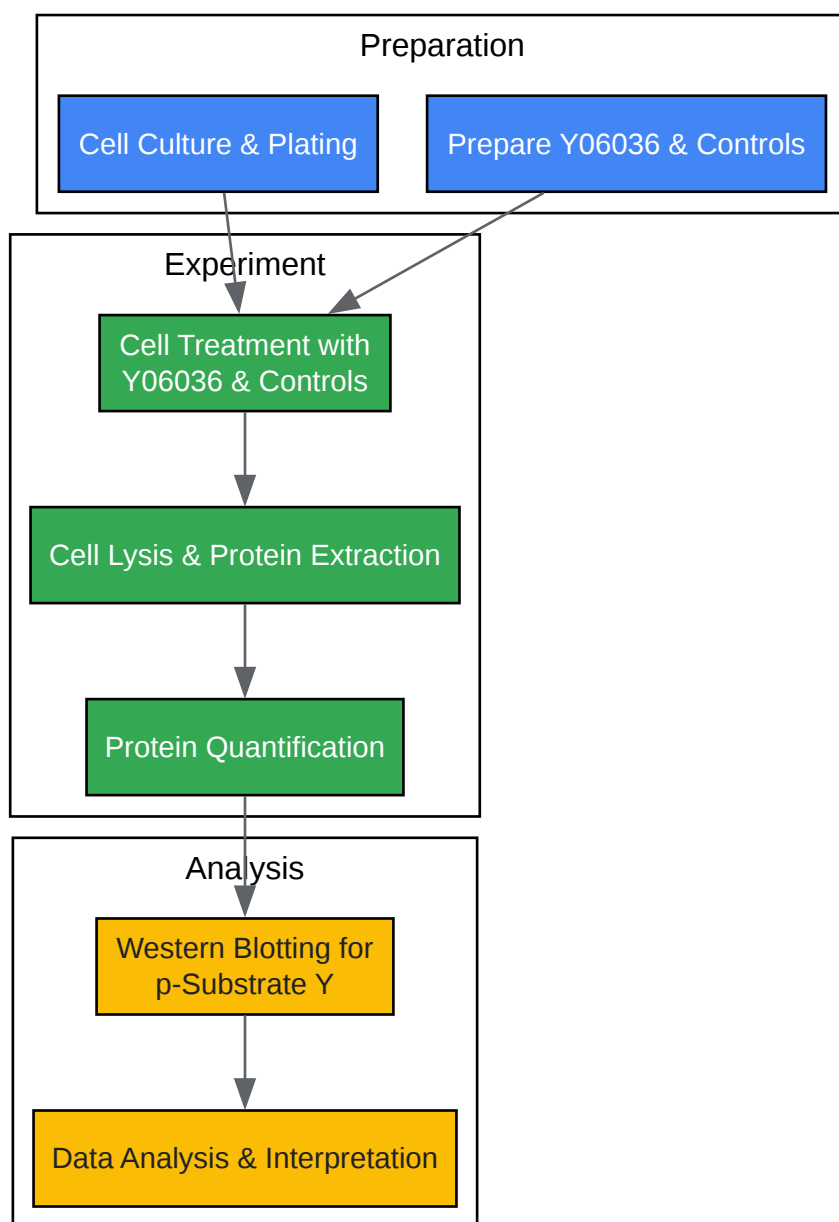 Preparation
Cell Culture & Plating
Prepare Y06036 & Controls
Experiment
Cell Treatment with
Y06036 & Controls
Cell Lysis & Protein Extraction
Protein Quantification
Analysis
Western Blotting for
p-Substrate Y
Data Analysis & Interpretation